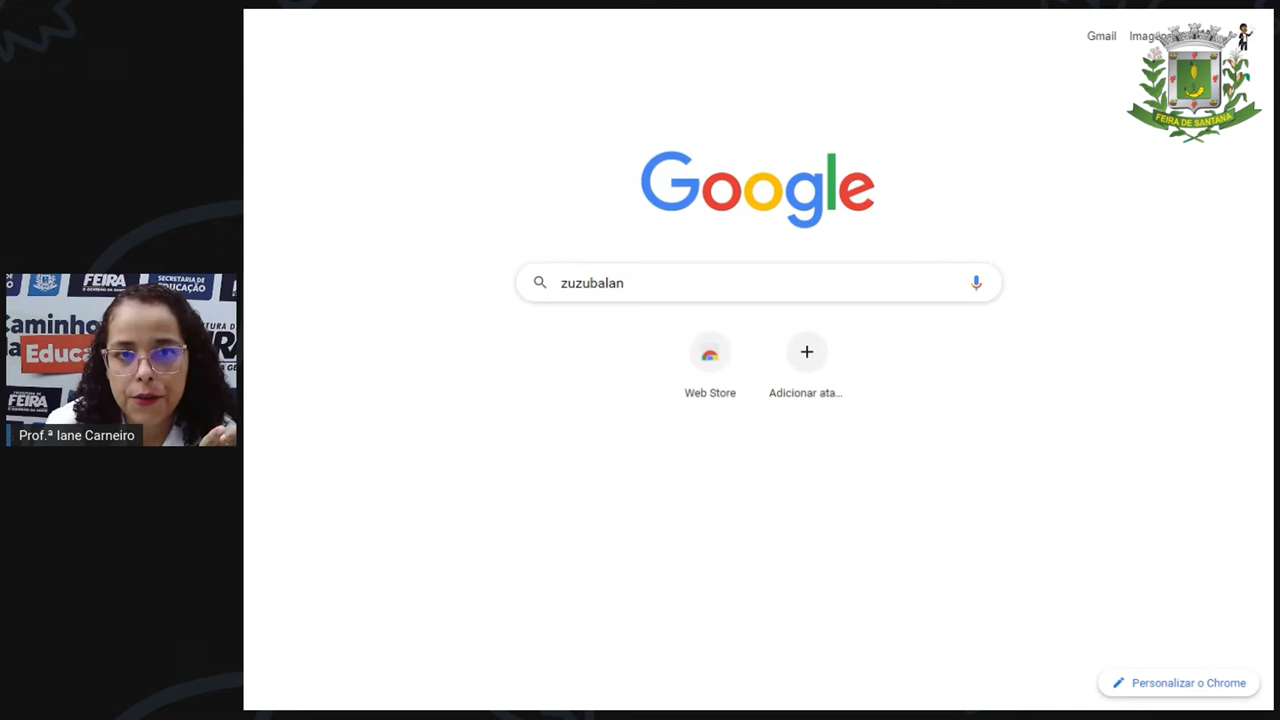 Gmail Imagens
FEIRA DE SANTANA
Google
zuzubalan
Web Store
Adicionar ata...
FEIRA
SECRETARIA DE
EDUCAÇÃO
Caminho
Educa
FEIRA
Prof.ª Iane Carneiro
Personalizar o Chrome